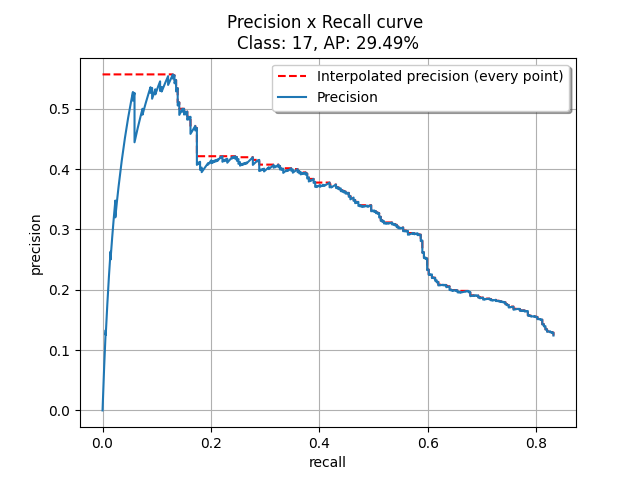 Precision x Recall curve
Class: 17, AP: 29.49%
Interpolated precision (every point)
Precision
precision
0.5
0.4
0.3
0.2
0.1
0.0
0.0 0.2 0.4 0.6 0.8
recall